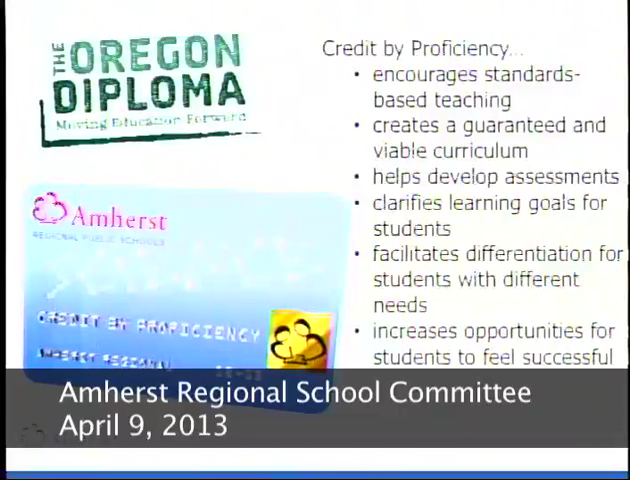 THE
OREGON
DIPLOMA
Moving Education Forward
Credit by Proficiency...
• encourages standards-
based teaching
• creates a guaranteed and
viable curriculum
• helps develop assessments
• clarifies learning goals for
students
• facilitates differentiation for
students with different
needs
• increases opportunities for
students to feel successful
Amherst
REGIONAL PUBLIC SCHOOLS
CREDIT BY PROFICIENCY
AMHERST REGIONAL
Amherst Regional School Committee
April 9, 2013